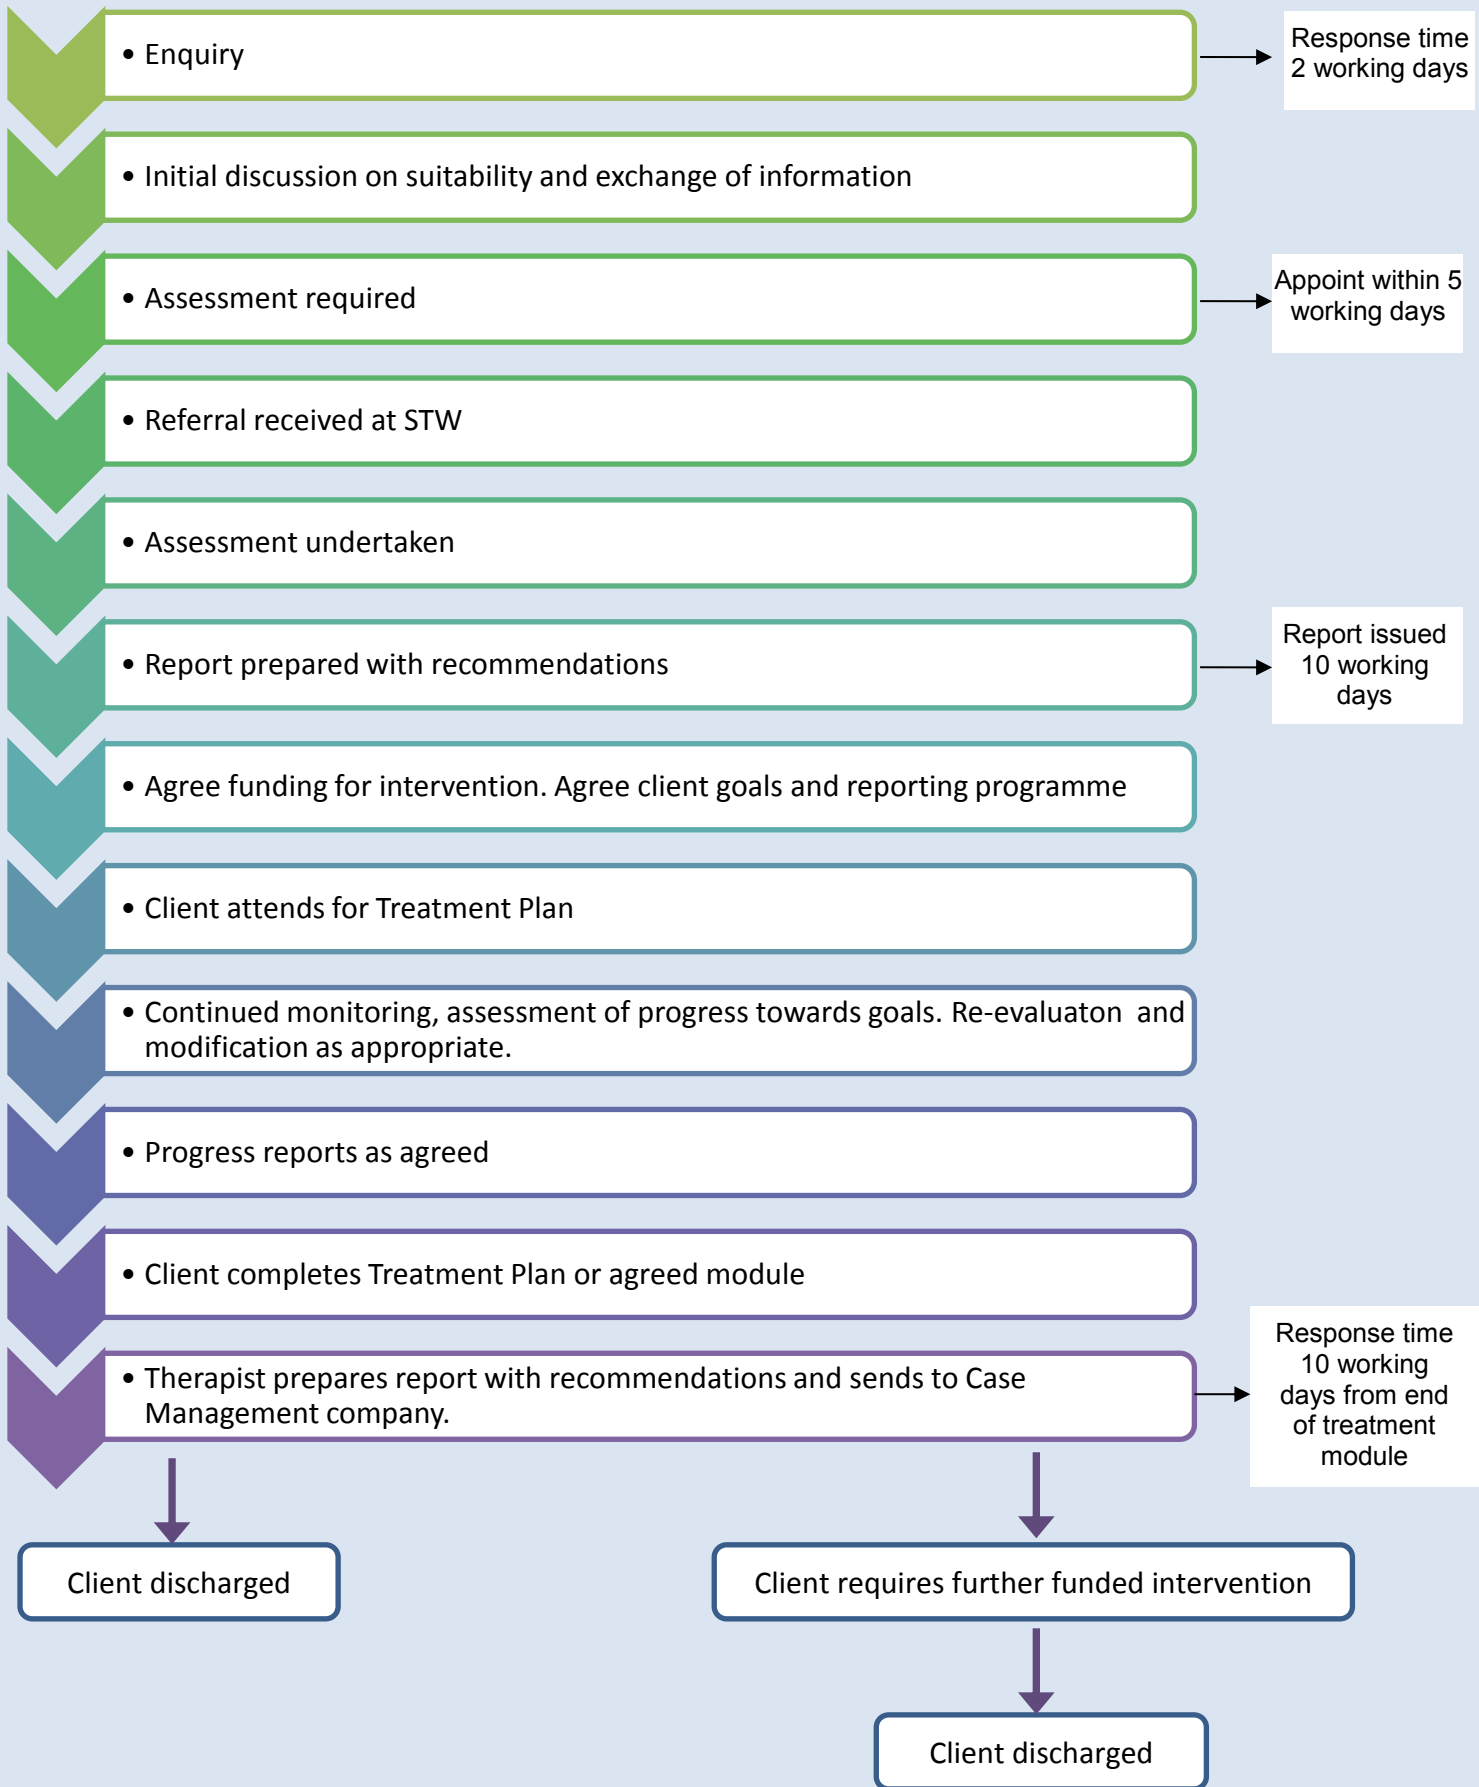 • Enquiry
Response time
2 working days
• Initial discussion on suitability and exchange of information
• Assessment required
Appoint within 5
working days
• Referral received at STW
• Assessment undertaken
• Report prepared with recommendations
Report issued
10 working
days
• Agree funding for intervention. Agree client goals and reporting programme
• Client attends for Treatment Plan
• Continued monitoring, assessment of progress towards goals. Re-evaluaton and
modification as appropriate.
• Progress reports as agreed
• Client completes Treatment Plan or agreed module
• Therapist prepares report with recommendations and sends to Case
Management company.
Response time
10 working
days from end
of treatment
module
Client discharged
Client requires further funded intervention
Client discharged